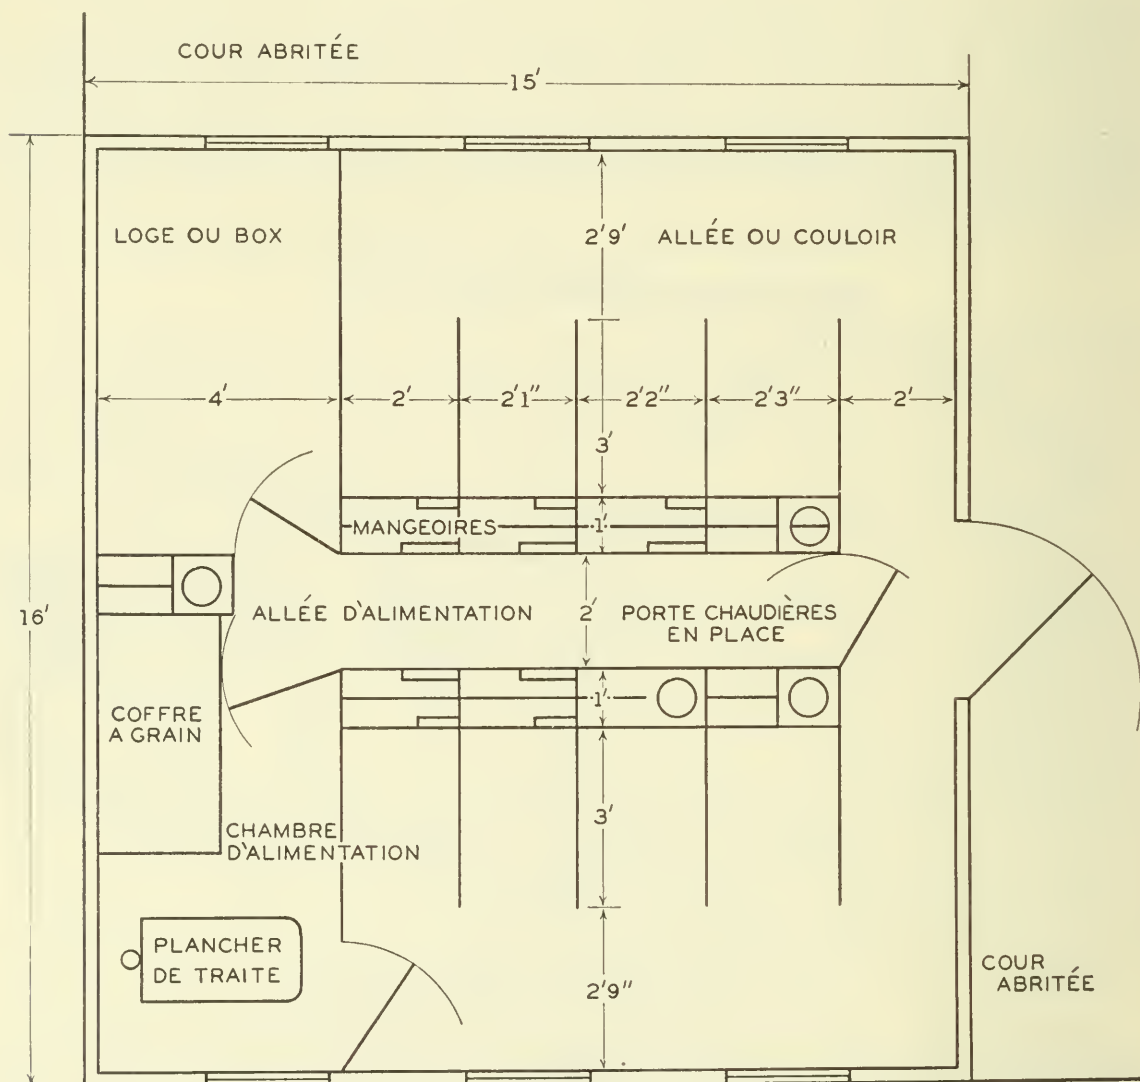 COUR ABRITÉE
15'
LOGE OU BOX
2'9'
ALLÉE OU COULOIR
4'
2'
2'1"
2'2"
2'3"
2'
3'
MANGEOIRES
1'
16'
ALLÉE D'ALIMENTATION
2'
PORTE CHAUDIÈRES
EN PLACE
1'
COFFRE
A GRAIN
3'
CHAMBRE
D'ALIMENTATION
PLANCHER
DE TRAITE
2'9"
COUR
ABRITÉE